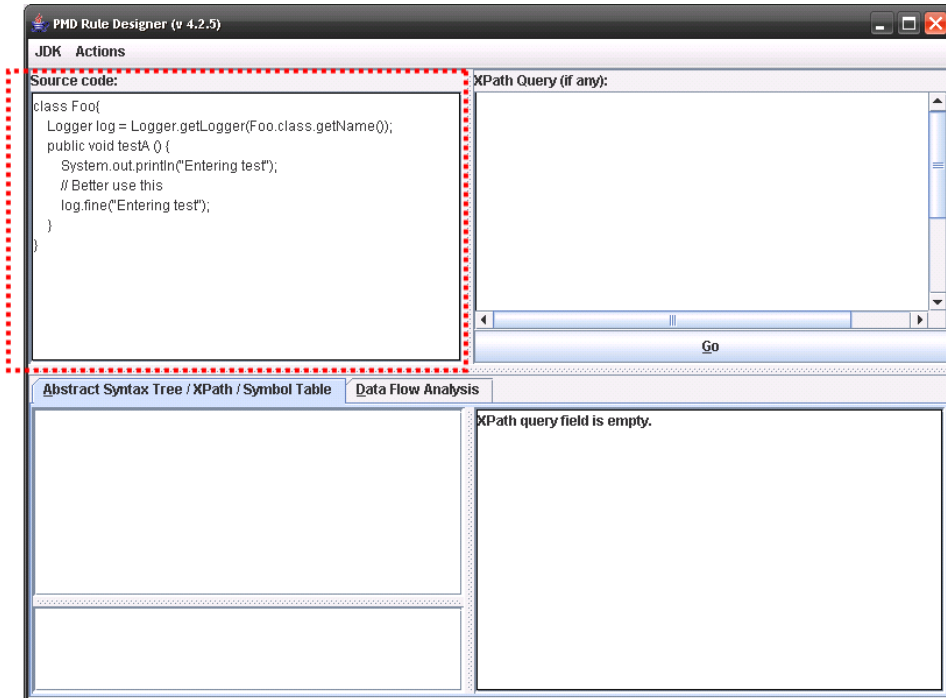 PMD Rule Designer (v 4.2.5)
JDK Actions
Source code:
class Foo{
Logger log = Logger.getLogger(Foo.class.getName());
public void testA () {
System.out.println("Entering test");
// Better use this
log.fine("Entering test");
}
}
XPath Query (if any):
Go
Abstract Syntax Tree / XPath / Symbol Table
Data Flow Analysis
XPath query field is empty.